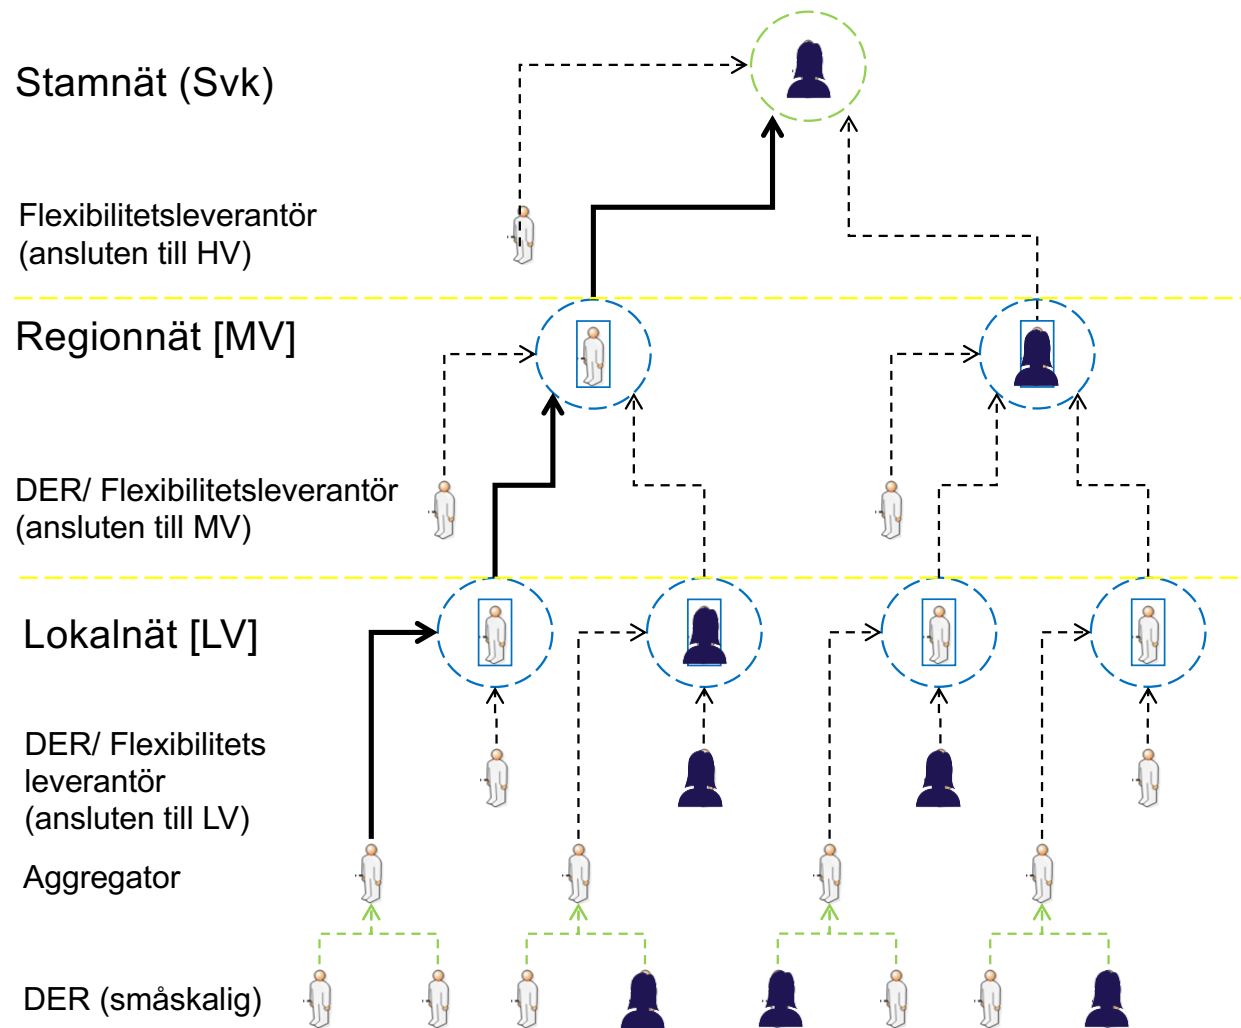 Stamnät (Svk)
Flexibilitetsleverantör
(ansluten till HV)
Regionnät [MV]
DER/ Flexibilitetsleverantör
(ansluten till MV)
Lokalnät [LV]
DER/ Flexibilitets
leverantör
(ansluten till LV)
Aggregator
DER (småskalig)